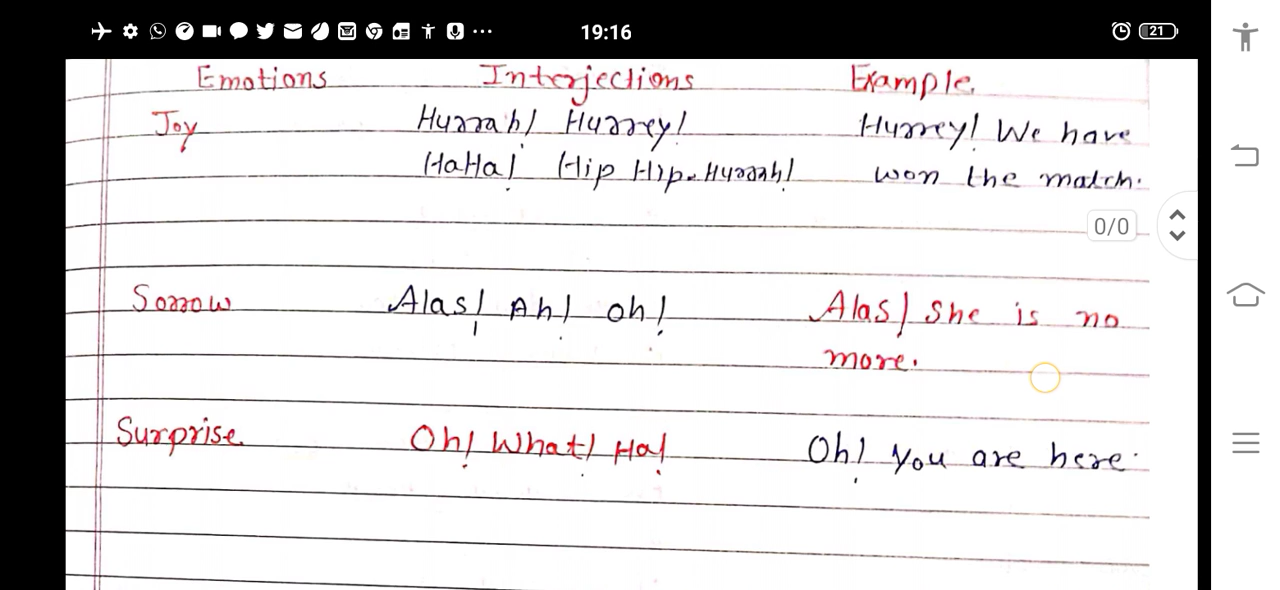 19:16
21
Emotions Interjections Example.
Joy Hurrah! Hurrey! Hurrey! We have
HaHa! Hip Hip-Hurrah! won the match.
0/0
Sorrow Alas! Ah! oh! Alas! She is no
more.
Surprise. Oh! What! Ha! Oh! You are here.